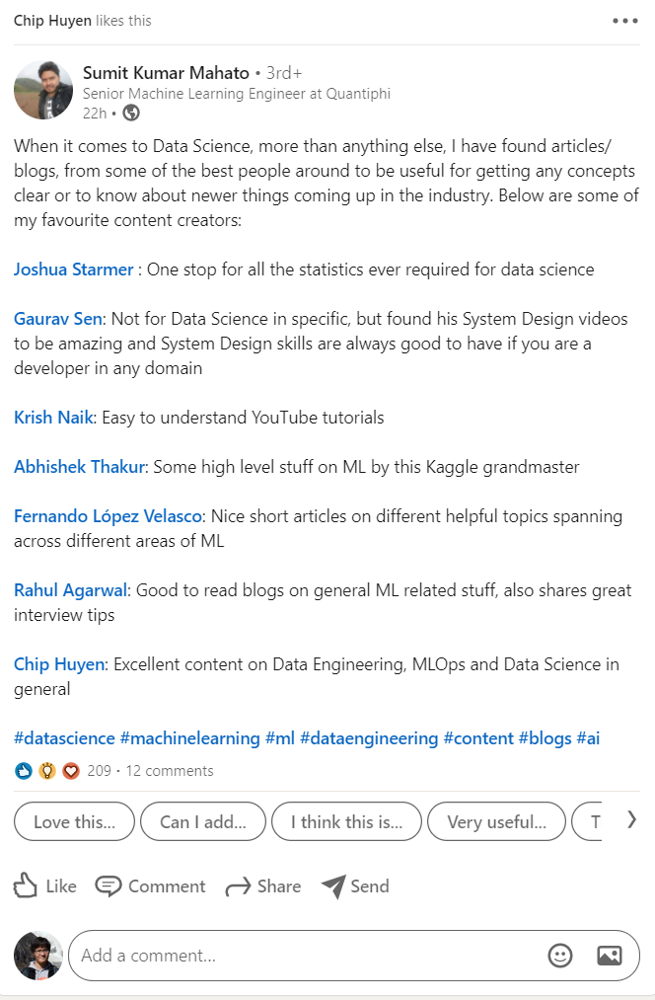 Chip Huyen likes this
Sumit Kumar Mahato • 3rd+
Senior Machine Learning Engineer at Quantiphi
22h •
When it comes to Data Science, more than anything else, I have found articles/
blogs, from some of the best people around to be useful for getting any concepts
clear or to know about newer things coming up in the industry. Below are some of
my favourite content creators:
Joshua Starmer : One stop for all the statistics ever required for data science
Gaurav Sen: Not for Data Science in specific, but found his System Design videos
to be amazing and System Design skills are always good to have if you are a
developer in any domain
Krish Naik: Easy to understand YouTube tutorials
Abhishek Thakur: Some high level stuff on ML by this Kaggle grandmaster
Fernando López Velasco: Nice short articles on different helpful topics spanning
across different areas of ML
Rahul Agarwal: Good to read blogs on general ML related stuff, also shares great
interview tips
Chip Huyen: Excellent content on Data Engineering, MLOps and Data Science in
general
#datascience #machinelearning #ml #dataengineering #content #blogs #ai
209 · 12 comments
Love this... Can I add... I think this is... Very useful... T
Like Comment Share Send
Add a comment...